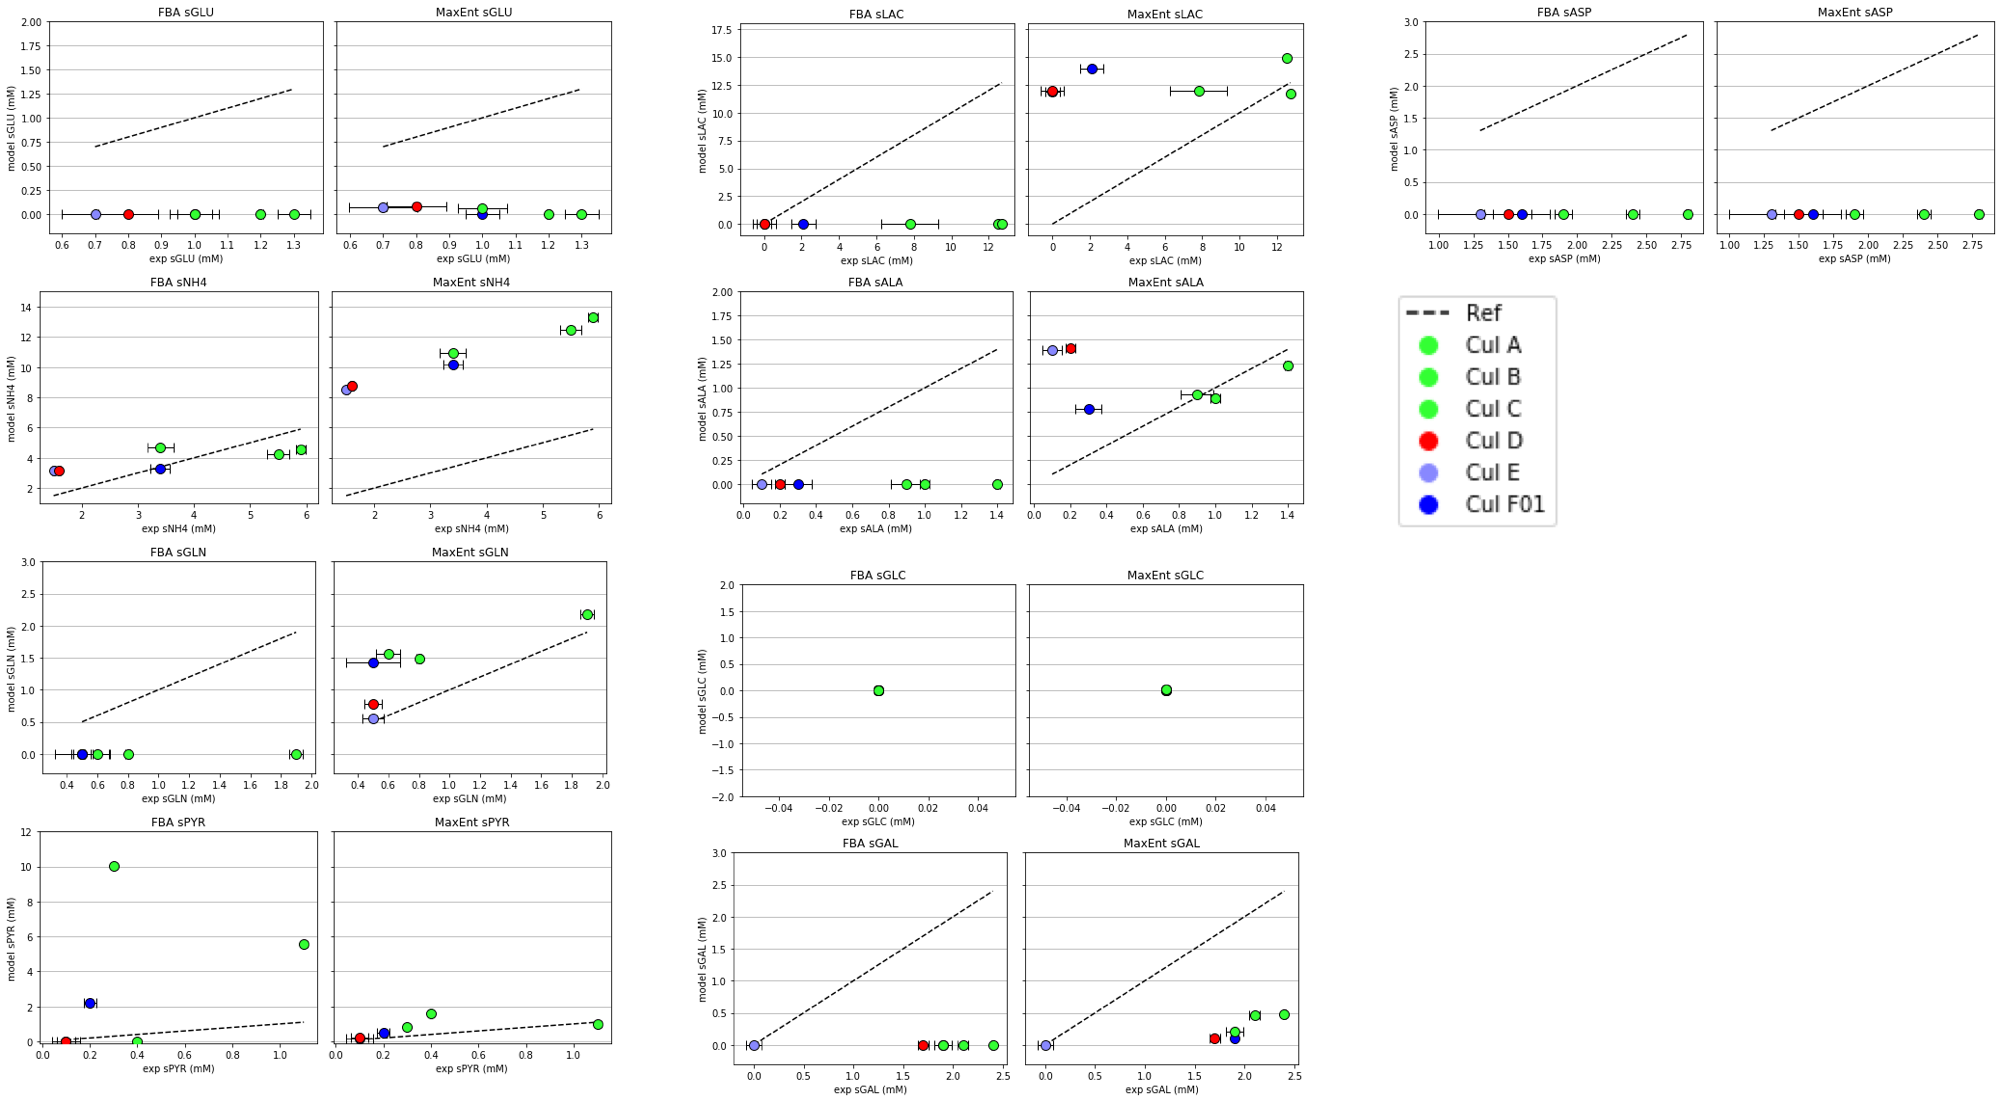 FBA sGLU
MaxEnt sGLU
model sGLU (mM)
2.00
1.75
1.50
1.25
1.00
0.75
0.50
0.25
0.00
0.6 0.7 0.8 0.9 1.0 1.1 1.2 1.3
0.6 0.7 0.8 0.9 1.0 1.1 1.2 1.3
exp sGLU (mM)
exp sGLU (mM)
FBA sLAC
MaxEnt sLAC
model sLAC (mM)
17.5
15.0
12.5
10.0
7.5
5.0
2.5
0.0
0 2 4 6 8 10 12
0 2 4 6 8 10 12
exp sLAC (mM)
exp sLAC (mM)
FBA sASP
MaxEnt sASP
model sASP (mM)
3.0
2.5
2.0
1.5
1.0
0.5
0.0
1.00 1.25 1.50 1.75 2.00 2.25 2.50 2.75
1.00 1.25 1.50 1.75 2.00 2.25 2.50 2.75
exp sASP (mM)
exp sASP (mM)
FBA sNH4
MaxEnt sNH4
model sNH4 (mM)
14
12
10
8
6
4
2
2 3 4 5 6
2 3 4 5 6
exp sNH4 (mM)
exp sNH4 (mM)
FBA sALA
MaxEnt sALA
model sALA (mM)
2.00
1.75
1.50
1.25
1.00
0.75
0.50
0.25
0.00
0.0 0.2 0.4 0.6 0.8 1.0 1.2 1.4
0.0 0.2 0.4 0.6 0.8 1.0 1.2 1.4
exp sALA (mM)
exp sALA (mM)
Ref
Cul A
Cul B
Cul C
Cul D
Cul E
Cul F01
FBA sGLN
MaxEnt sGLN
model sGLN (mM)
3.0
2.5
2.0
1.5
1.0
0.5
0.0
0.4 0.6 0.8 1.0 1.2 1.4 1.6 1.8 2.0
0.4 0.6 0.8 1.0 1.2 1.4 1.6 1.8 2.0
exp sGLN (mM)
exp sGLN (mM)
FBA sGLC
MaxEnt sGLC
model sGLC (mM)
2.0
1.5
1.0
0.5
0.0
−0.5
−1.0
−1.5
−2.0
−0.04 −0.02 0.00 0.02 0.04
−0.04 −0.02 0.00 0.02 0.04
exp sGLC (mM)
exp sGLC (mM)
FBA sPYR
MaxEnt sPYR
model sPYR (mM)
12
10
8
6
4
2
0
0.0 0.2 0.4 0.6 0.8 1.0
0.0 0.2 0.4 0.6 0.8 1.0
exp sPYR (mM)
exp sPYR (mM)
FBA sGAL
MaxEnt sGAL
model sGAL (mM)
3.0
2.5
2.0
1.5
1.0
0.5
0.0
0.0 0.5 1.0 1.5 2.0 2.5
0.0 0.5 1.0 1.5 2.0 2.5
exp sGAL (mM)
exp sGAL (mM)